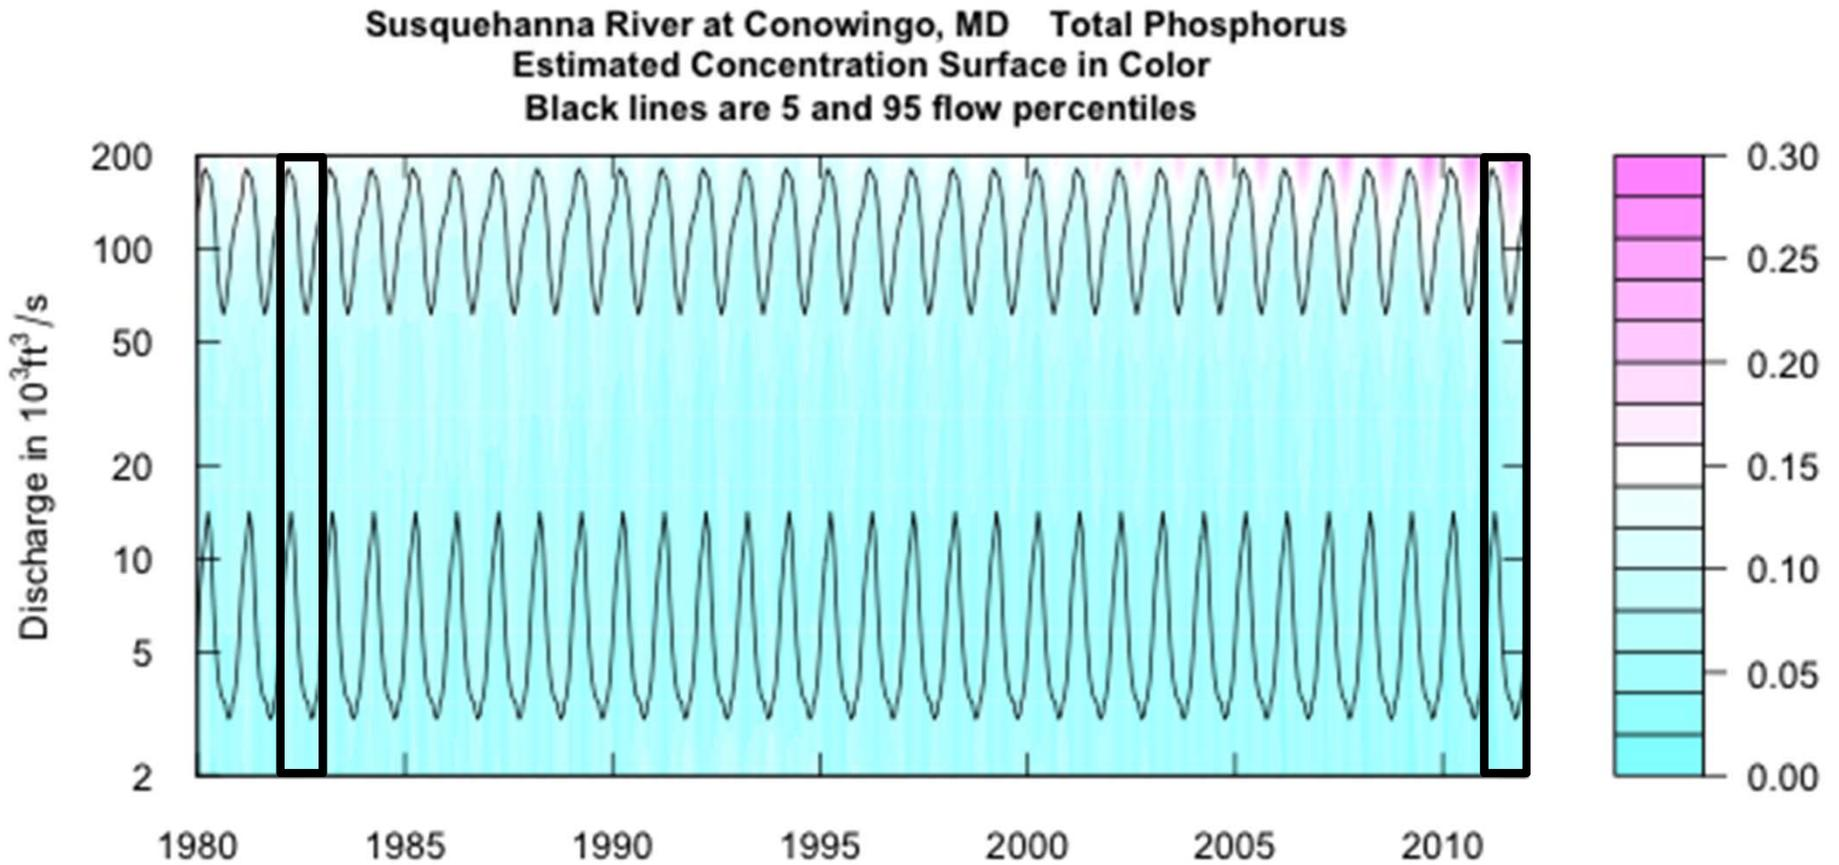 Susquehanna River at Conowingo, MD Total Phosphorus
Estimated Concentration Surface in Color
Black lines are 5 and 95 flow percentiles
Discharge in 10³ft³/s
200
100
50
20
10
5
2
1980 1985 1990 1995 2000 2005 2010
0.30
0.25
0.20
0.15
0.10
0.05
0.00